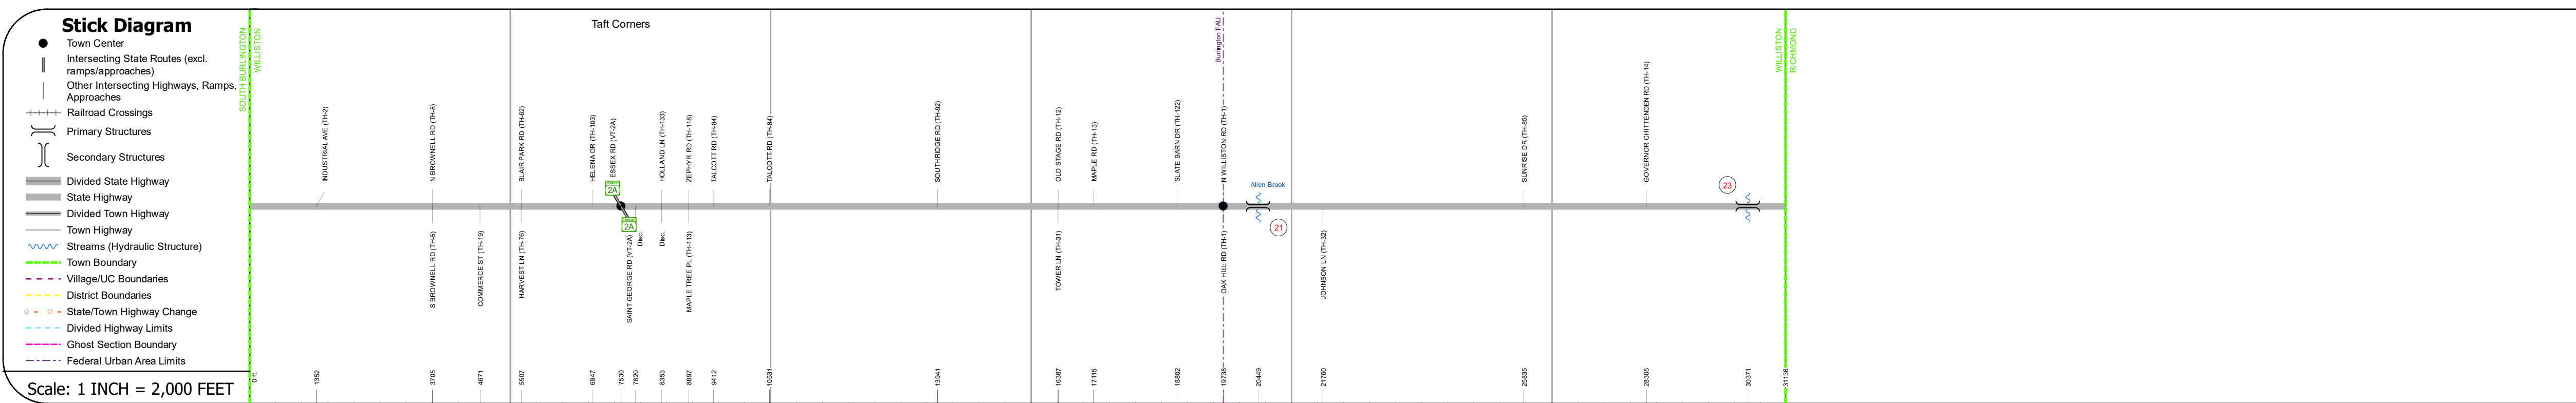 Stick Diagram
Town Center
Intersecting State Routes (excl.
ramps/approaches)
Other Intersecting Highways, Ramps,
Approaches
Railroad Crossings
Primary Structures
Secondary Structures
Divided State Highway
State Highway
Divided Town Highway
Town Highway
Streams (Hydraulic Structure)
Town Boundary
Village/UC Boundaries
District Boundaries
State/Town Highway Change
Divided Highway Limits
Ghost Section Boundary
Federal Urban Area Limits
Scale: 1 INCH = 2,000 FEET
SOUTH BURLINGTON
WILLISTON
Taft Corners
Burlington FAU
WILLISTON
RICHMOND
INDUSTRIAL AVE (TH-2)
N BROWNELL RD (TH-8)
BLAIR PARK RD (TH-62)
HELENA DR (TH-103)
ESSEX RD (VT-2A)
HOLLAND LN (TH-133)
ZEPHYR RD (TH-118)
TALCOTT RD (TH-84)
TALCOTT RD (TH-84)
SOUTHRIDGE RD (TH-92)
OLD STAGE RD (TH-12)
MAPLE RD (TH-13)
SLATE BARN DR (TH-122)
N WILLISTON RD (TH-1)
Allen Brook
SUNRISE DR (TH-85)
GOVERNOR CHITTENDEN RD (TH-14)
23
2A
2A
21
S BROWNELL RD (TH-5)
COMMERCE ST (TH-19)
HARVEST LN (TH-76)
SAINT GEORGE RD (VT-2A)
Disc.
Disc.
MAPLE TREE PL (TH-113)
TOWER LN (TH-31)
OAK HILL RD (TH-1)
JOHNSON LN (TH-32)
0 ft
1352
3705
4671
5507
6947
7530
7820
8353
8897
9412
10531
13941
16387
17115
18802
19738
20449
21760
25835
28305
30371
31136